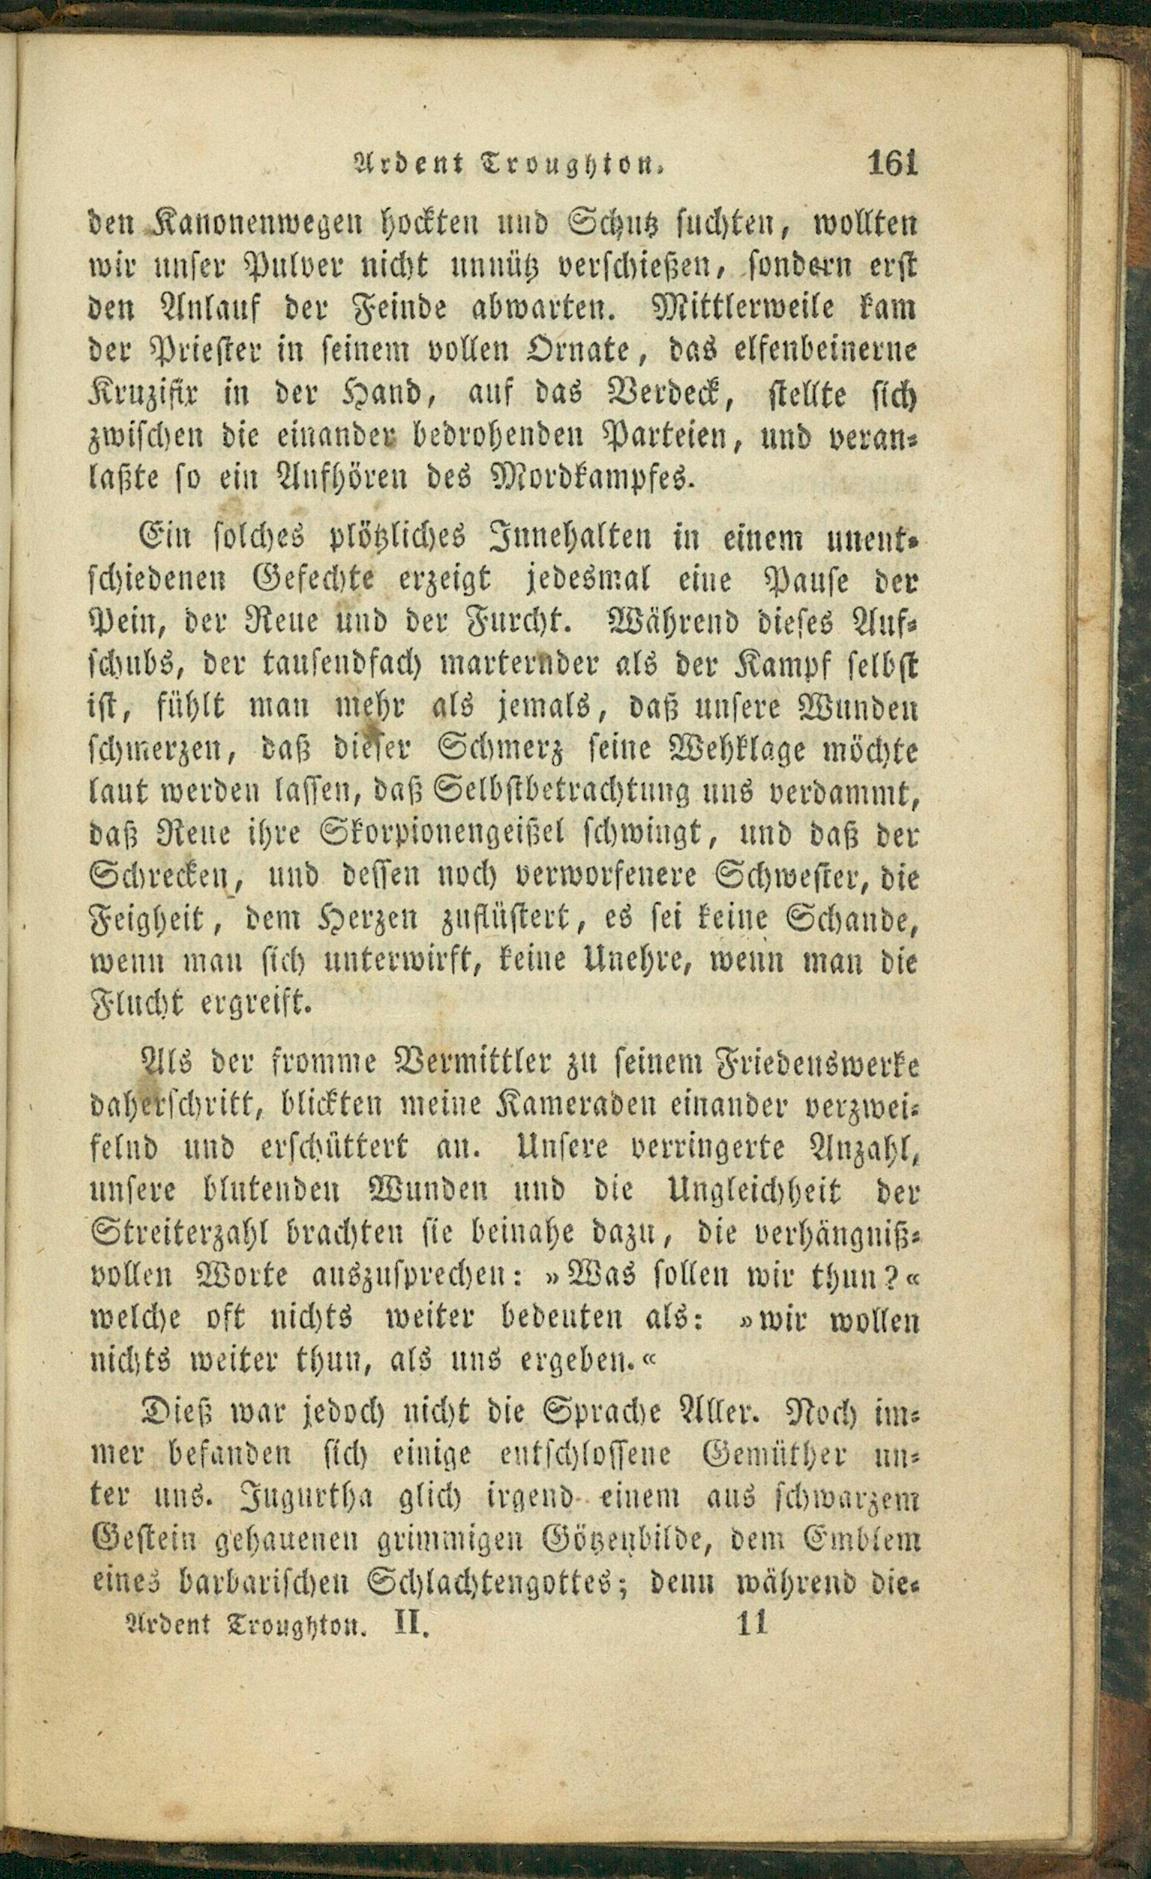 Ardent Troughton. 161
den Kanonenwegen hockten und Schutz suchten, wollten
wir unser Pulver nicht unnütz verschießen, sondern erst
den Anlauf der Feinde abwarten. Mittlerweile kam
der Priester in seinem vollen Ornate, das elfenbeinerne
Kruzifix in der Hand, auf das Verdeck, stellte sich
zwischen die einander bedrohenden Parteien, und veran-
laßte so ein Aufhören des Mordkampfes.
Ein solches plötzliches Innehalten in einem unent-
schiedenen Gefechte erzeigt jedesmal eine Pause der
Pein, der Reue und der Furcht. Während dieses Auf-
schubs, der tausendfach marternder als der Kampf selbst
ist, fühlt man mehr als jemals, daß unsere Wunden
schmerzen, daß dieser Schmerz seine Wehklage möchte
laut werden lassen, daß Selbstbetrachtung uns verdammt,
daß Reue ihre Skorpionengeißel schwingt, und daß der
Schrecken, und dessen noch verworfenere Schwester, die
Feigheit, dem Herzen zuflüstert, es sei keine Schande,
wenn man sich unterwirft, keine Unehre, wenn man die
Flucht ergreift.
Als der fromme Vermittler zu seinem Friedenswerke
daherschritt, blickten meine Kameraden einander verzwei-
felnd und erschüttert an. Unsere verringerte Anzahl,
unsere blutenden Wunden und die Ungleichheit der
Streiterzahl brachten sie beinahe dazu, die verhängniß-
vollen Worte auszusprechen: »Was sollen wir thun?«
welche oft nichts weiter bedeuten als: »wir wollen
nichts weiter thun, als uns ergeben.«
Dieß war jedoch nicht die Sprache Aller. Noch im-
mer befanden sich einige entschlossene Gemüther un-
ter uns. Jugurtha glich irgend einem aus schwarzem
Gestein gehauenen grimmigen Götzenbilde, dem Emblem
eines barbarischen Schlachtengottes; denn während die-
Ardent Troughton. II. 11